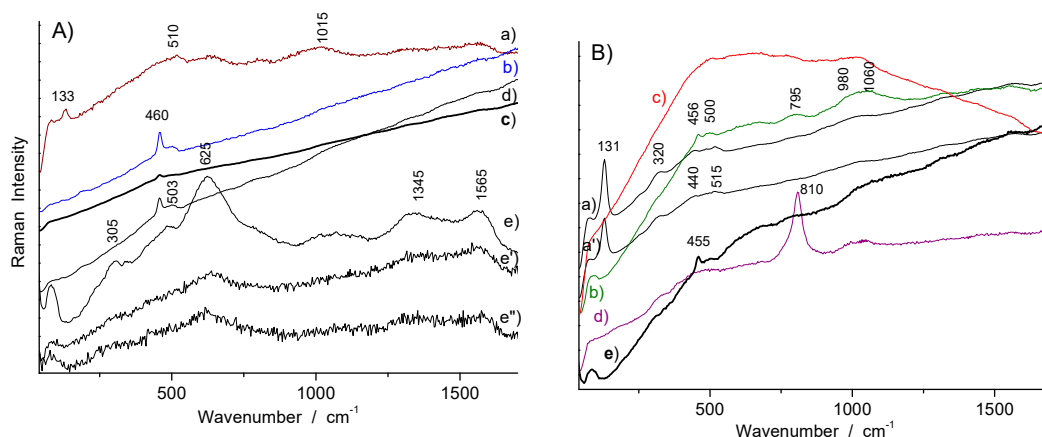 A)
133
510
1015
a)
b)
d)
c)
460
503
625
305
1345
1565
e)
e')
e")
Raman Intensity
500
1000
1500
Wavenumber / cm-1
B)
c)
980
1060
795
456
500
131
320
440
515
810
a)
a')
b)
455
d)
e)
500
1000
1500
Wavenumber / cm-1